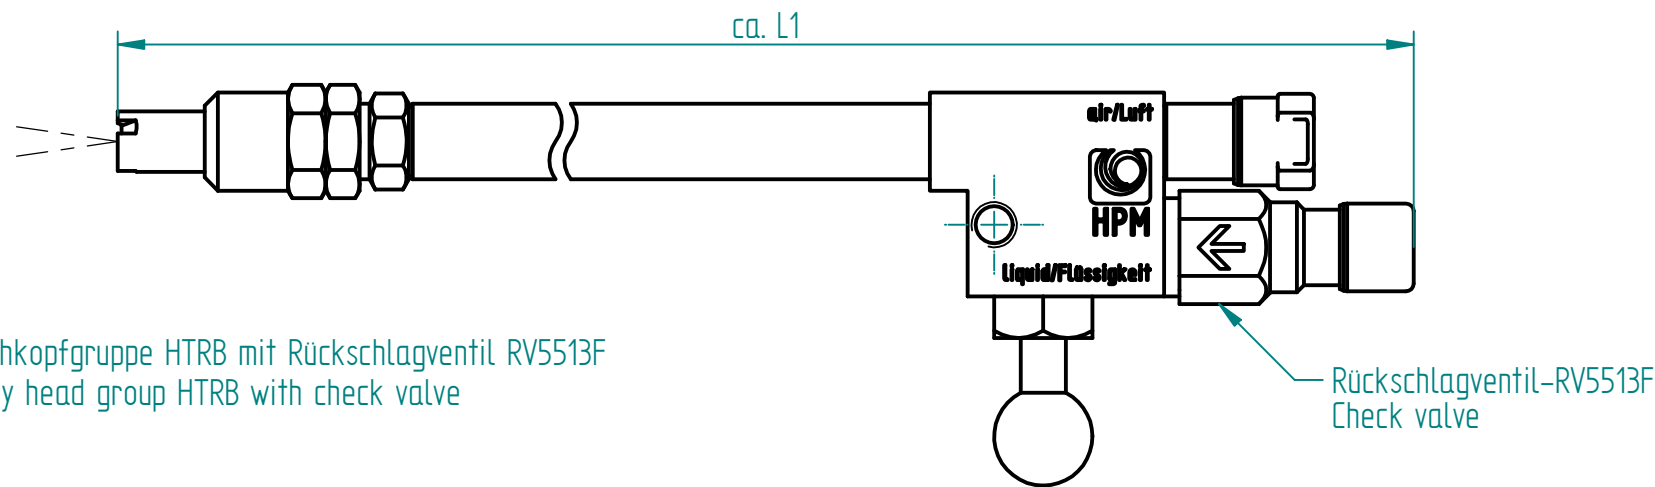 ca. L1
air/Luft
HPM
liquid/Flüssigkeit
hkopfgruppe HTRB mit Rückschlagventil RV5513F
y head group HTRB with check valve
Rückschlagventil-RV5513F
Check valve